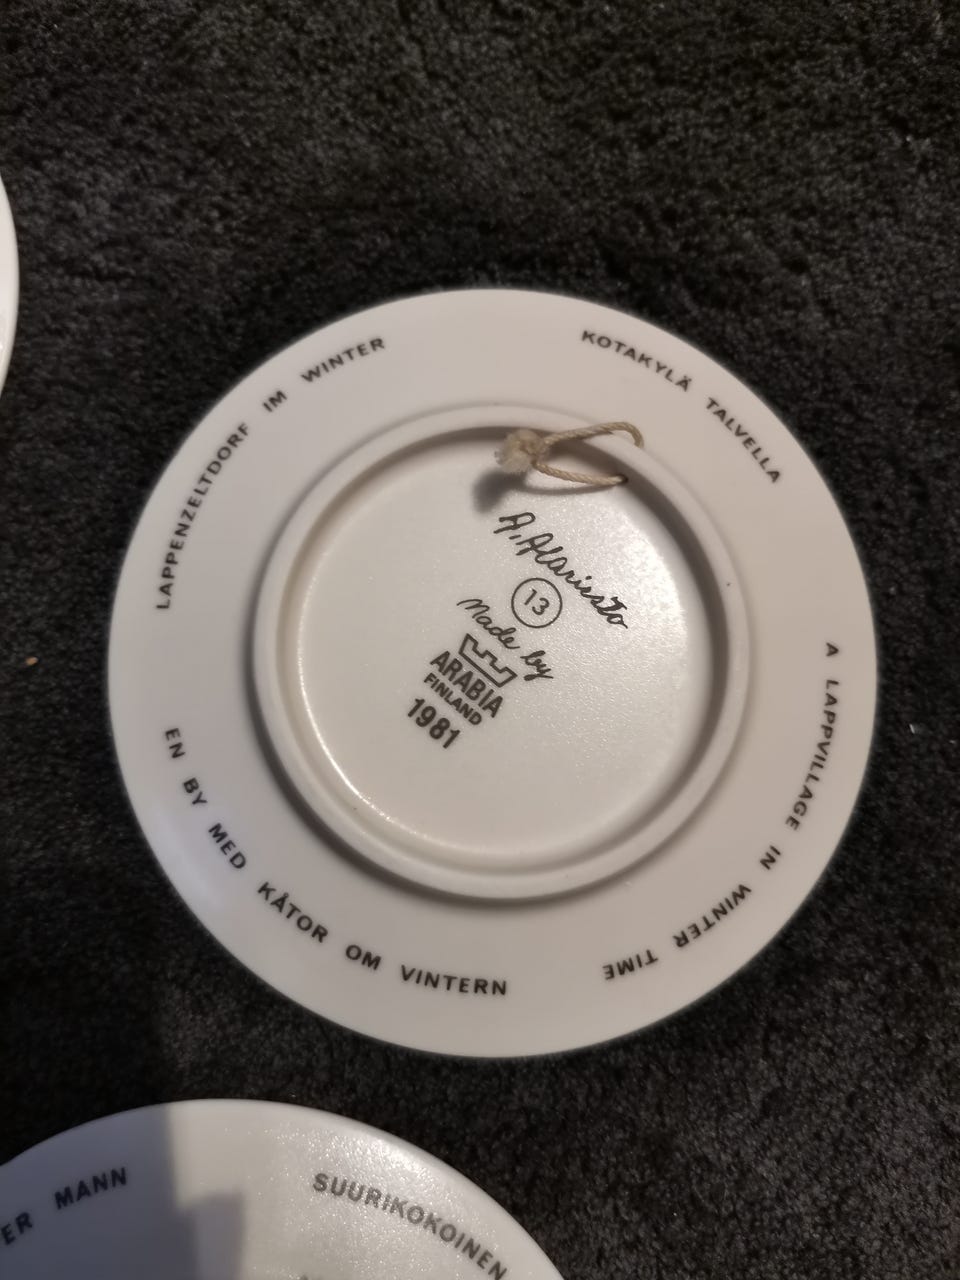 KOTAKYLÄ TALVELLA
A LAPPVILLAGE IN WINTER TIME
EN BY MED KÅTOR OM VINTERN
LAPPENZELTDORF IM WINTER
A. Alariesto
13
Made by
ARABIA
FINLAND
1981
ER MANN
SUURIKOKOINEN